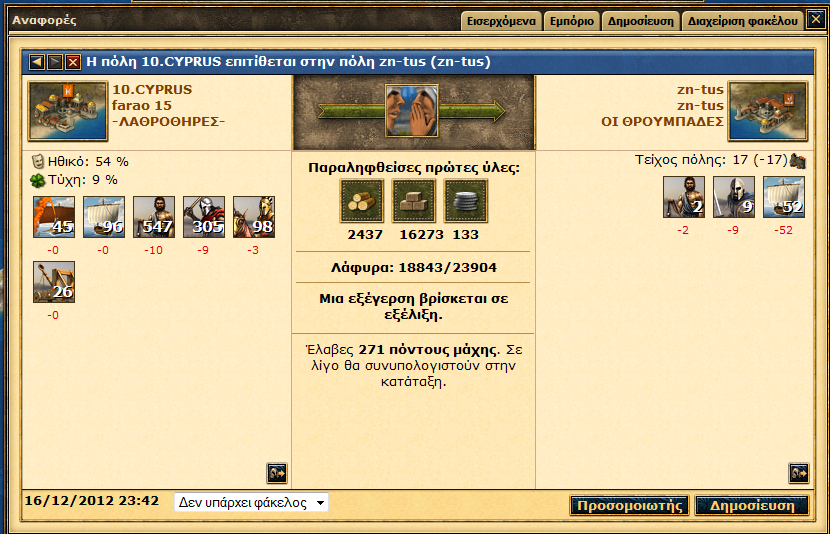 Αναφορές
Εισερχόμενα
Εμπόριο
Δημοσίευση
Διαχείριση φακέλου
Η πόλη 10.CYPRUS επιτίθεται στην πόλη zn-tus (zn-tus)
10.CYPRUS
farao 15
-ΛΑΘΡΟΘΗΡΕΣ-
zn-tus
zn-tus
ΟΙ ΘΡΟΥΜΠΑΔΕΣ
Ηθικό: 54 %
Τύχη: 9 %
45 96 547 305 98
-0 -0 -10 -9 -3
26
-0
Παραληφθείσες πρώτες ύλες:
2437 16273 133
Λάφυρα: 18843/23904
Μια εξέγερση βρίσκεται σε
εξέλιξη.
Έλαβες 271 πόντους μάχης. Σε
λίγο θα συνυπολογιστούν στην
κατάταξη.
Τείχος πόλης: 17 (-17)
2 9 52
-2 -9 -52
16/12/2012 23:42
Δεν υπάρχει φάκελος
Προσομοιωτής
Δημοσίευση